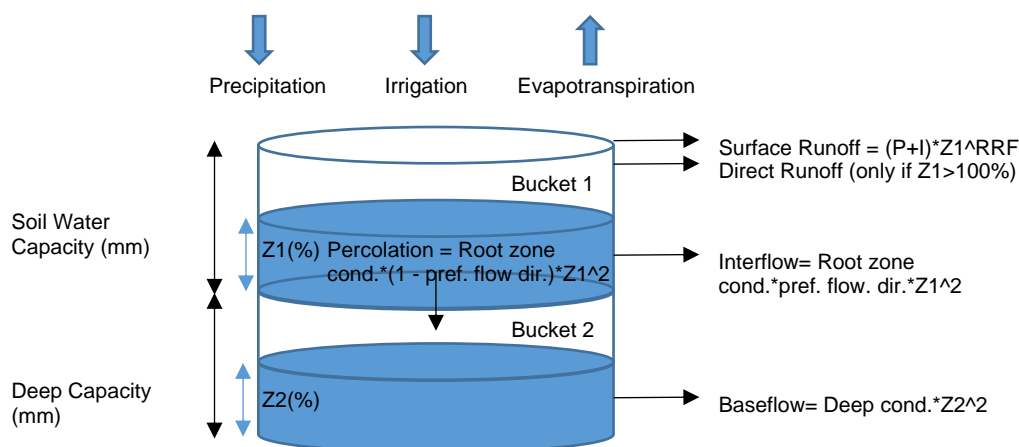 Precipitation
Irrigation
Evapotranspiration
Surface Runoff = (P+I)*Z1^RRF
Direct Runoff (only if Z1>100%)
Bucket 1
Soil Water
Capacity (mm)
Z1(%)
Percolation = Root zone
cond.*(1 - pref. flow dir.)*Z1^2
Interflow= Root zone
cond.*pref. flow. dir.*Z1^2
Bucket 2
Deep Capacity
(mm)
Z2(%)
Baseflow= Deep cond.*Z2^2